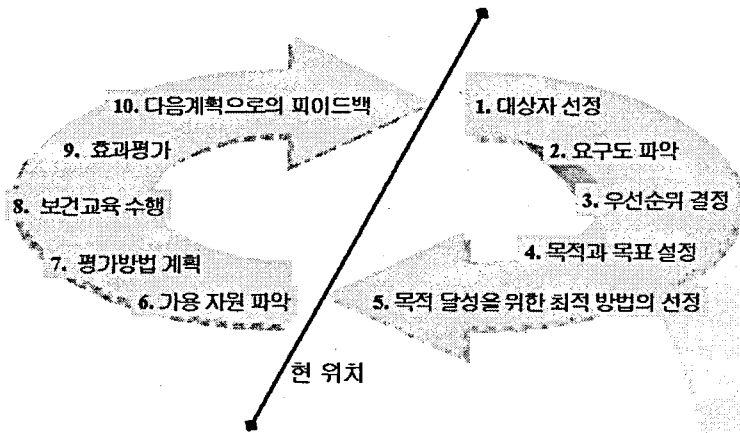 1. 대상자 선정
2. 요구도 파악
3. 우선순위 결정
4. 목적과 목표 설정
5. 목적 달성을 위한 최적 방법의 선정
6. 가용 자원 파악
7. 평가방법 계획
8. 보건교육 수행
9. 효과평가
10. 다음계획으로의 피이드백
현 위치